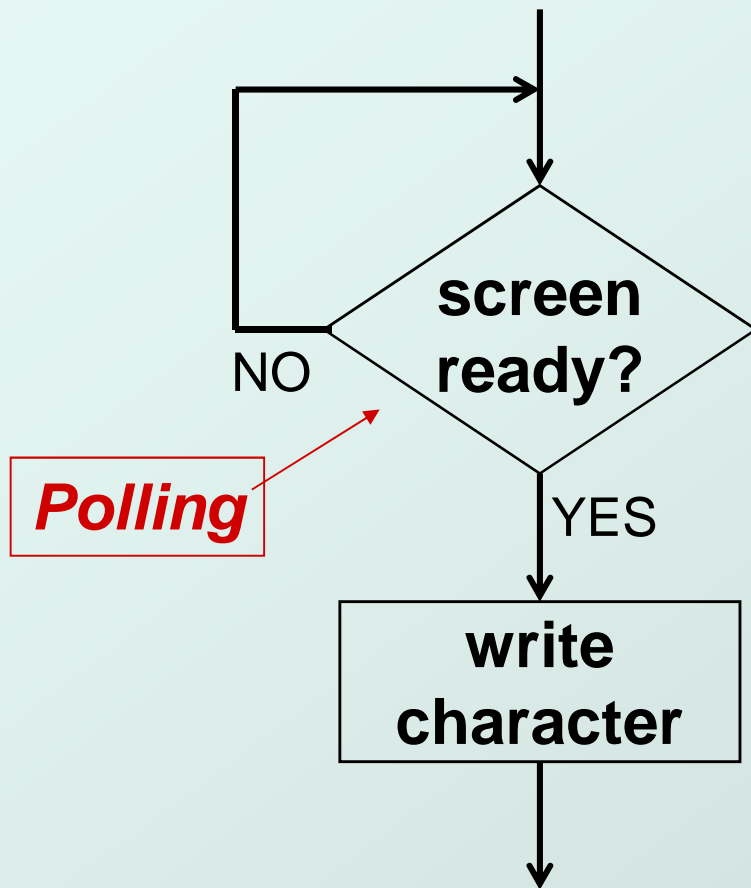 screen
ready?
NO
Polling
YES
write
character